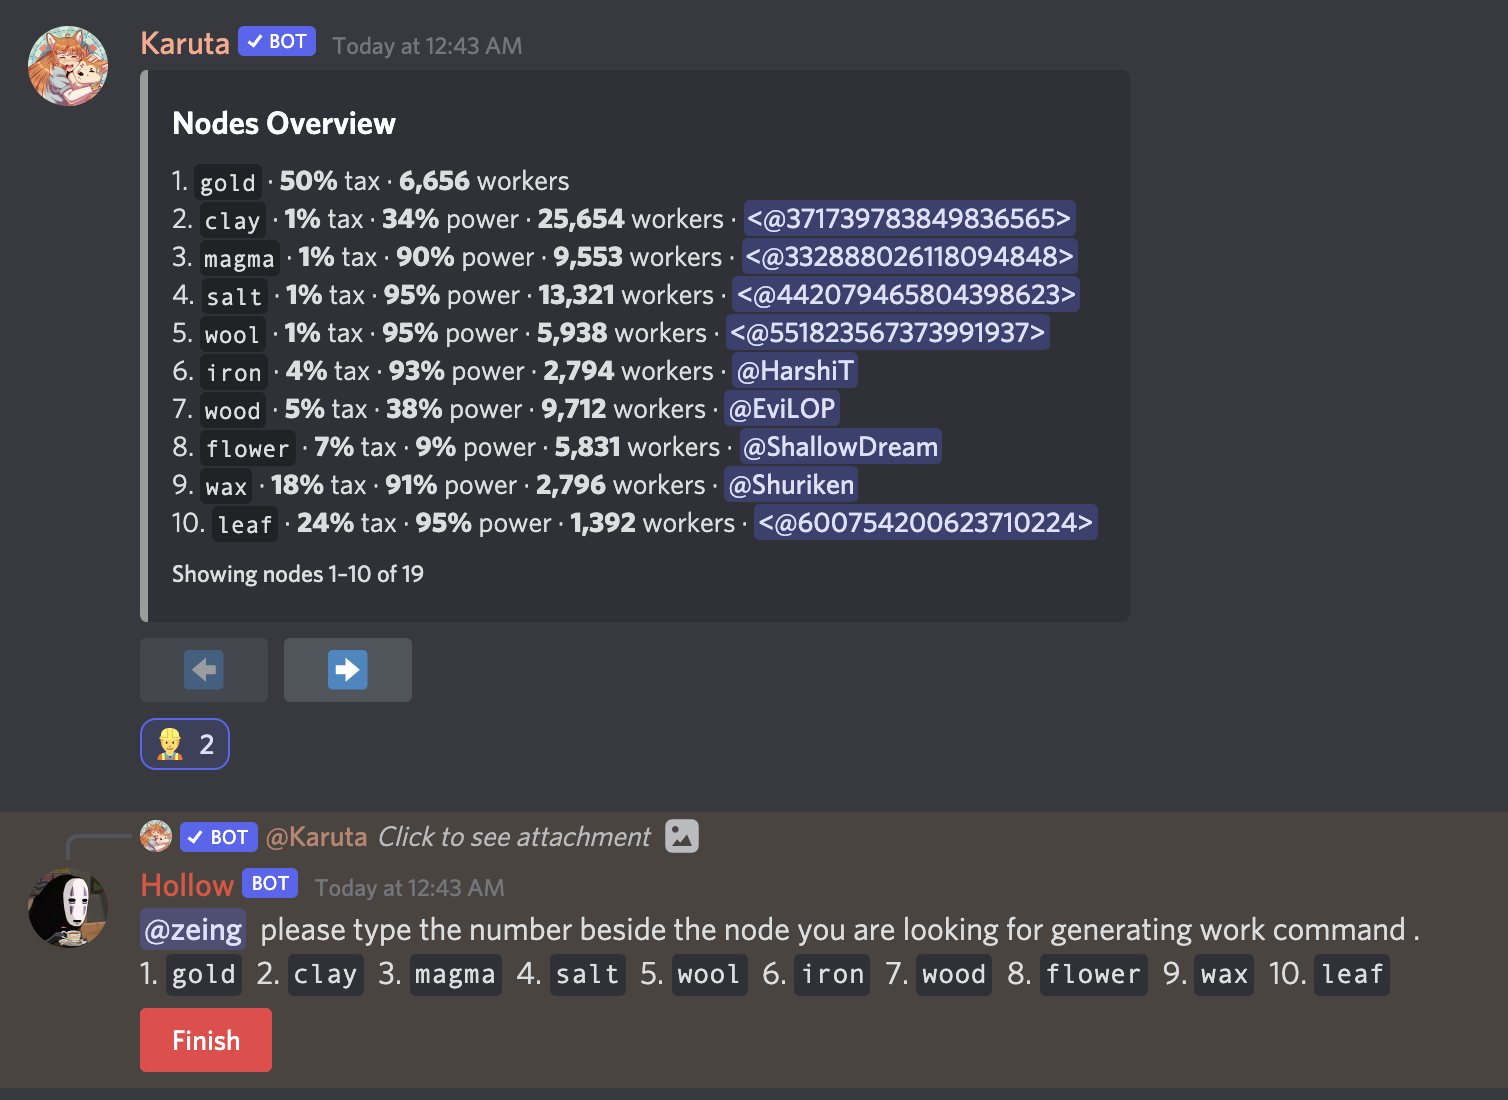 Karuta BOT Today at 12:43 AM
Nodes Overview
1. gold · 50% tax · 6,656 workers
2. clay · 1% tax · 34% power · 25,654 workers · <@371739783849836565>
3. magma · 1% tax · 90% power · 9,553 workers · <@332888026118094848>
4. salt · 1% tax · 95% power · 13,321 workers · <@442079465804398623>
5. wool · 1% tax · 95% power · 5,938 workers · <@551823567373991937>
6. iron · 4% tax · 93% power · 2,794 workers · @HarshiT
7. wood · 5% tax · 38% power · 9,712 workers · @EviLOP
8. flower · 7% tax · 9% power · 5,831 workers · @ShallowDream
9. wax · 18% tax · 91% power · 2,796 workers · @Shuriken
10. leaf · 24% tax · 95% power · 1,392 workers · <@600754200623710224>
Showing nodes 1–10 of 19
2
BOT @Karuta Click to see attachment
Hollow BOT Today at 12:43 AM
@zeing please type the number beside the node you are looking for generating work command .
1. gold 2. clay 3. magma 4. salt 5. wool 6. iron 7. wood 8. flower 9. wax 10. leaf
Finish